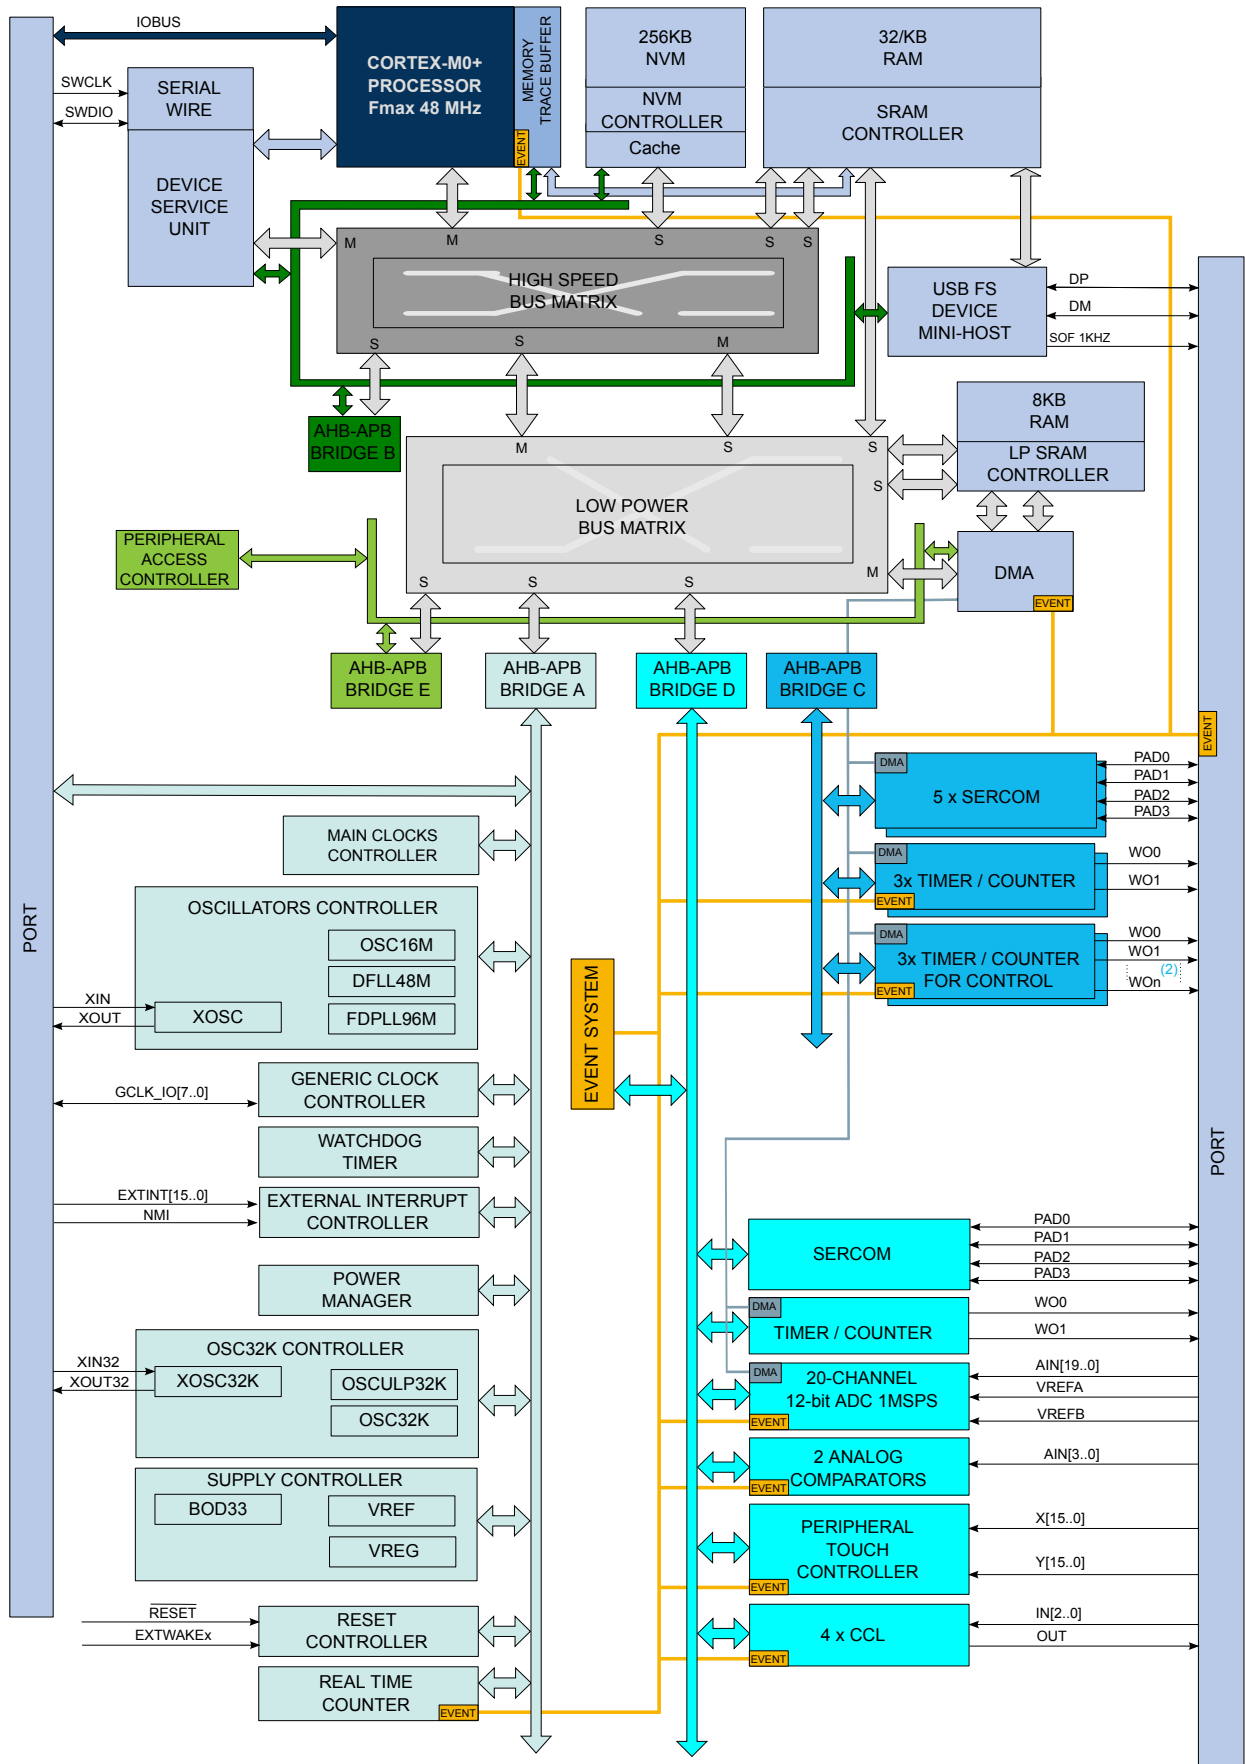 IOBUS
SWCLK
SWDIO
SERIAL
WIRE
DEVICE
SERVICE
UNIT
CORTEX-M0+
PROCESSOR
Fmax 48 MHz
MEMORY
TRACE BUFFER
EVENT
256KB
NVM
NVM
CONTROLLER
Cache
32/KB
RAM
SRAM
CONTROLLER
M
M
S
S
S
HIGH SPEED
BUS MATRIX
S
S
M
USB FS
DEVICE
MINI-HOST
DP
DM
SOF 1KHZ
AHB-APB
BRIDGE B
8KB
RAM
LP SRAM
CONTROLLER
M
S
S
S
LOW POWER
BUS MATRIX
S
S
S
M
PERIPHERAL
ACCESS
CONTROLLER
DMA
EVENT
AHB-APB
BRIDGE E
AHB-APB
BRIDGE A
AHB-APB
BRIDGE D
AHB-APB
BRIDGE C
EVENT
PORT
PORT
DMA
5 x SERCOM
PAD0
PAD1
PAD2
PAD3
MAIN CLOCKS
CONTROLLER
DMA
3x TIMER / COUNTER
EVENT
WO0
WO1
OSCILLATORS CONTROLLER
OSC16M
DFLL48M
FDPLL96M
XOSC
XIN
XOUT
DMA
3x TIMER / COUNTER
FOR CONTROL
EVENT
WO0
WO1
(2)
WOn
EVENT SYSTEM
GCLK_IO[7..0]
GENERIC CLOCK
CONTROLLER
WATCHDOG
TIMER
EXTINT[15..0]
NMI
EXTERNAL INTERRUPT
CONTROLLER
POWER
MANAGER
SERCOM
PAD0
PAD1
PAD2
PAD3
DMA
TIMER / COUNTER
WO0
WO1
OSC32K CONTROLLER
XIN32
XOUT32
XOSC32K
OSCULP32K
OSC32K
DMA
20-CHANNEL
12-bit ADC 1MSPS
EVENT
AIN[19..0]
VREFA
VREFB
2 ANALOG
COMPARATORS
EVENT
AIN[3..0]
SUPPLY CONTROLLER
BOD33
VREF
VREG
PERIPHERAL
TOUCH
CONTROLLER
EVENT
X[15..0]
Y[15..0]
RESET
EXTWAKEx
RESET
CONTROLLER
4 x CCL
EVENT
IN[2..0]
OUT
REAL TIME
COUNTER
EVENT